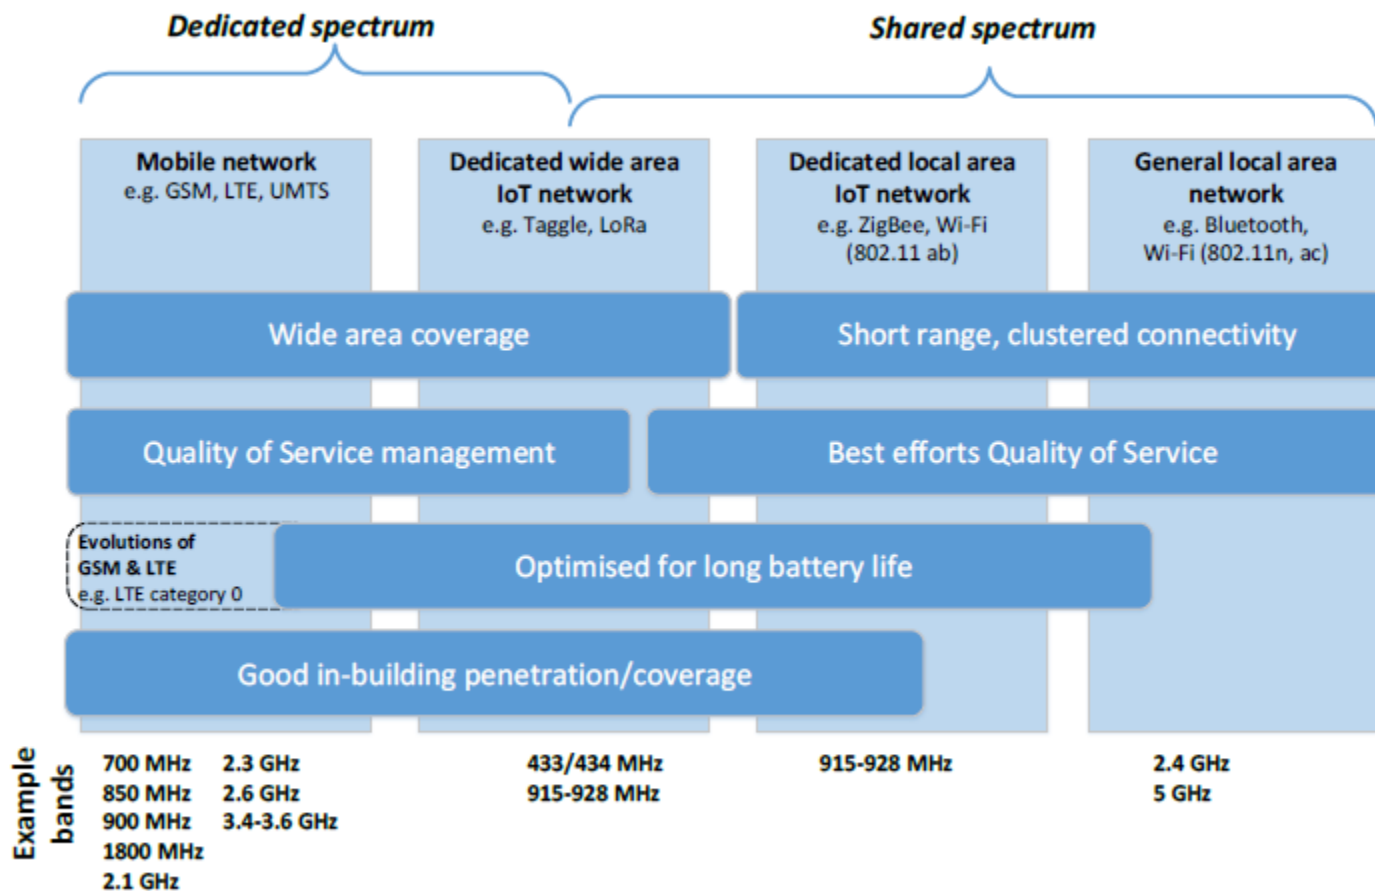 Dedicated spectrum
Shared spectrum
Mobile network
e.g. GSM, LTE, UMTS
Dedicated wide area
IoT network
e.g. Taggle, LoRa
Dedicated local area
IoT network
e.g. ZigBee, Wi-Fi
(802.11 ab)
General local area
network
e.g. Bluetooth,
Wi-Fi (802.11n, ac)
Wide area coverage
Short range, clustered connectivity
Quality of Service management
Best efforts Quality of Service
Evolutions of
GSM & LTE
e.g. LTE category 0
Optimised for long battery life
Good in-building penetration/coverage
Example
bands
700 MHz
850 MHz
900 MHz
1800 MHz
2.1 GHz
2.3 GHz
2.6 GHz
3.4-3.6 GHz
433/434 MHz
915-928 MHz
915-928 MHz
2.4 GHz
5 GHz